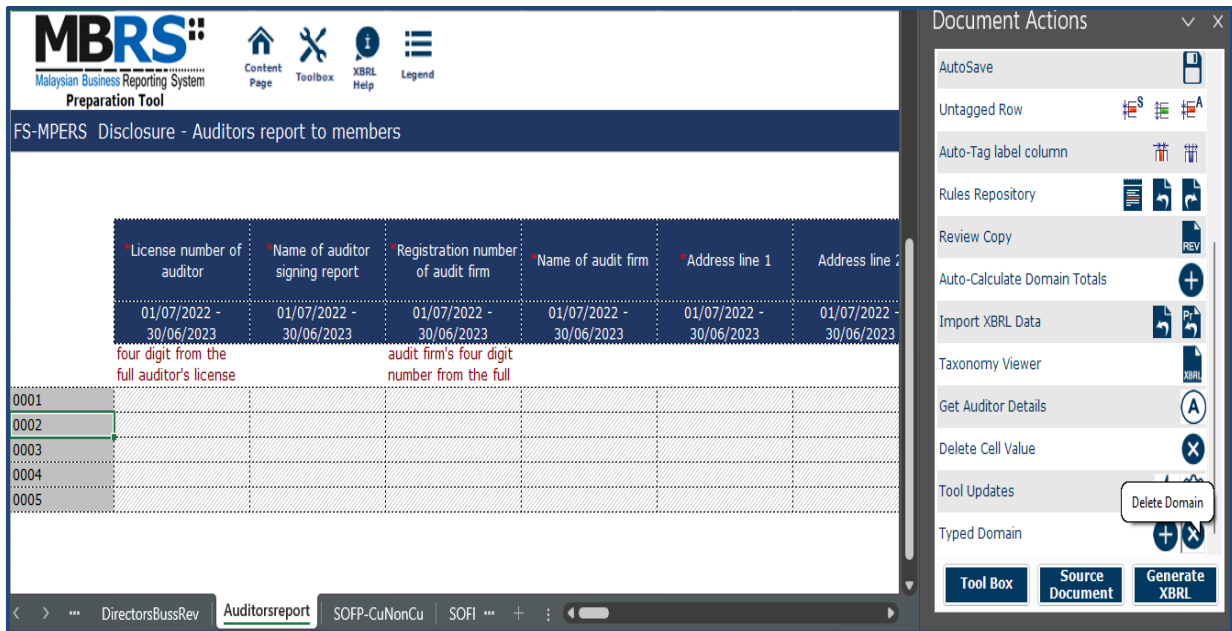 MBRS
Malaysian Business Reporting System
Preparation Tool
Content
Page
Toolbox
XBRL
Help
Legend
FS-MPERS Disclosure - Auditors report to members
*License number of
auditor
*Name of auditor
signing report
*Registration number
of audit firm
*Name of audit firm
*Address line 1
Address line 2
01/07/2022 -
30/06/2023
01/07/2022 -
30/06/2023
01/07/2022 -
30/06/2023
01/07/2022 -
30/06/2023
01/07/2022 -
30/06/2023
01/07/2022 -
30/06/2023
four digit from the
full auditor's license
audit firm's four digit
number from the full
0001
0002
0003
0004
0005
DirectorsBussRev
Auditorsreport
SOFP-CuNonCu
SOFI
Document Actions
AutoSave
Untagged Row
S
A
Auto-Tag label column
Rules Repository
Review Copy
REV
Auto-Calculate Domain Totals
Import XBRL Data
Pr
Taxonomy Viewer
XBRL
Get Auditor Details
A
Delete Cell Value
Tool Updates
Delete Domain
Typed Domain
Tool Box
Source
Document
Generate
XBRL